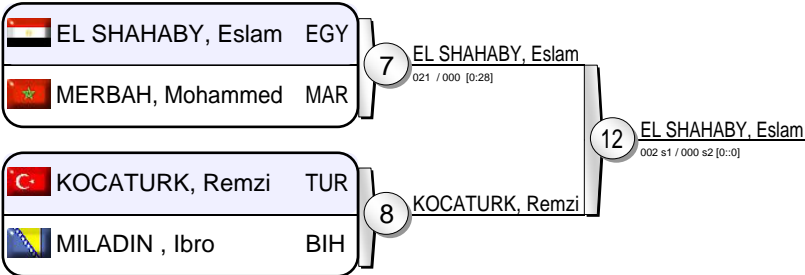 EL SHAHABY, Eslam EGY
MERBAH, Mohammed MAR
7
EL SHAHABY, Eslam
021 / 000 [0:28]
KOCATURK, Remzi TUR
MILADIN , Ibro BIH
8
KOCATURK, Remzi
12
EL SHAHABY, Eslam
002 s1 / 000 s2 [0::0]